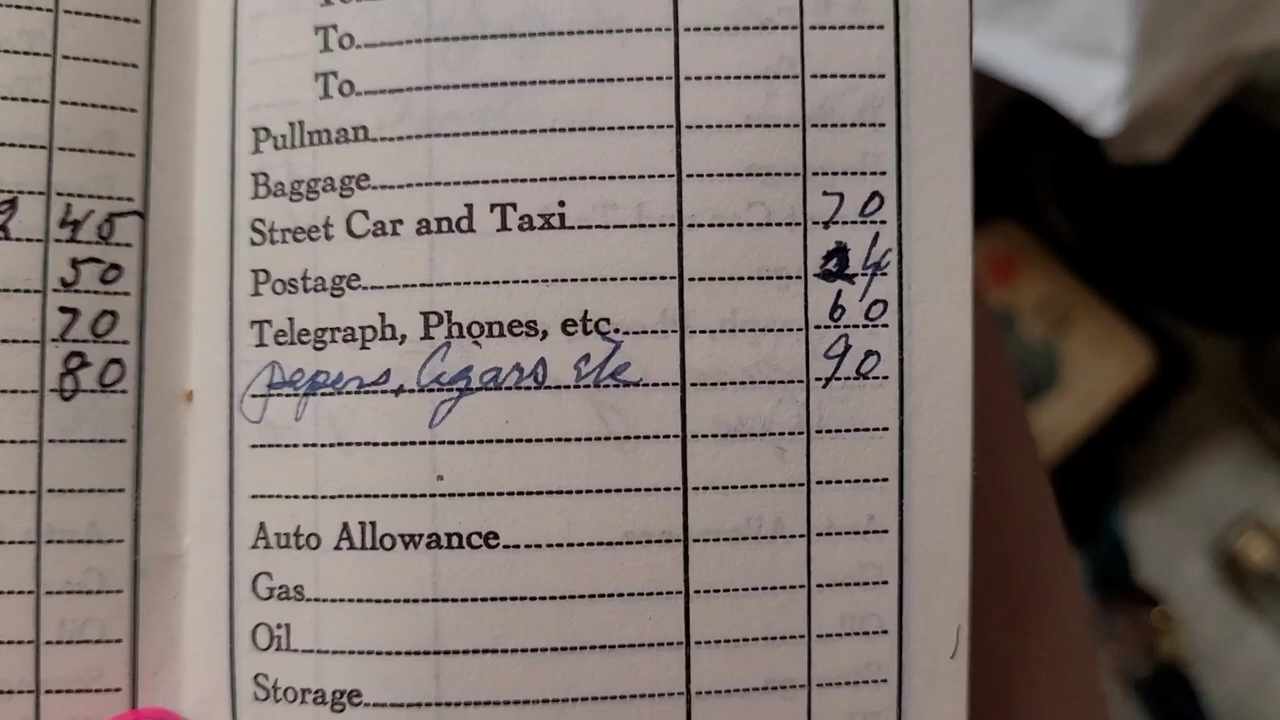 To
To
Pullman
Baggage
Street Car and Taxi 70
Postage 24
Telegraph, Phones, etc. 60
papers, Cigars etc 90
Auto Allowance
Gas
Oil
Storage
45
50
70
80